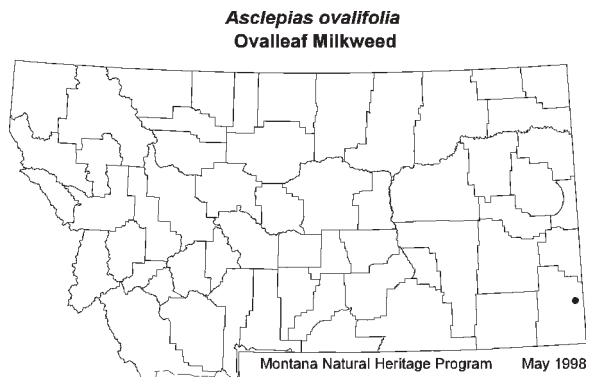 Asclepias ovalifolia
Ovalleaf Milkweed
Montana Natural Heritage Program May 1998